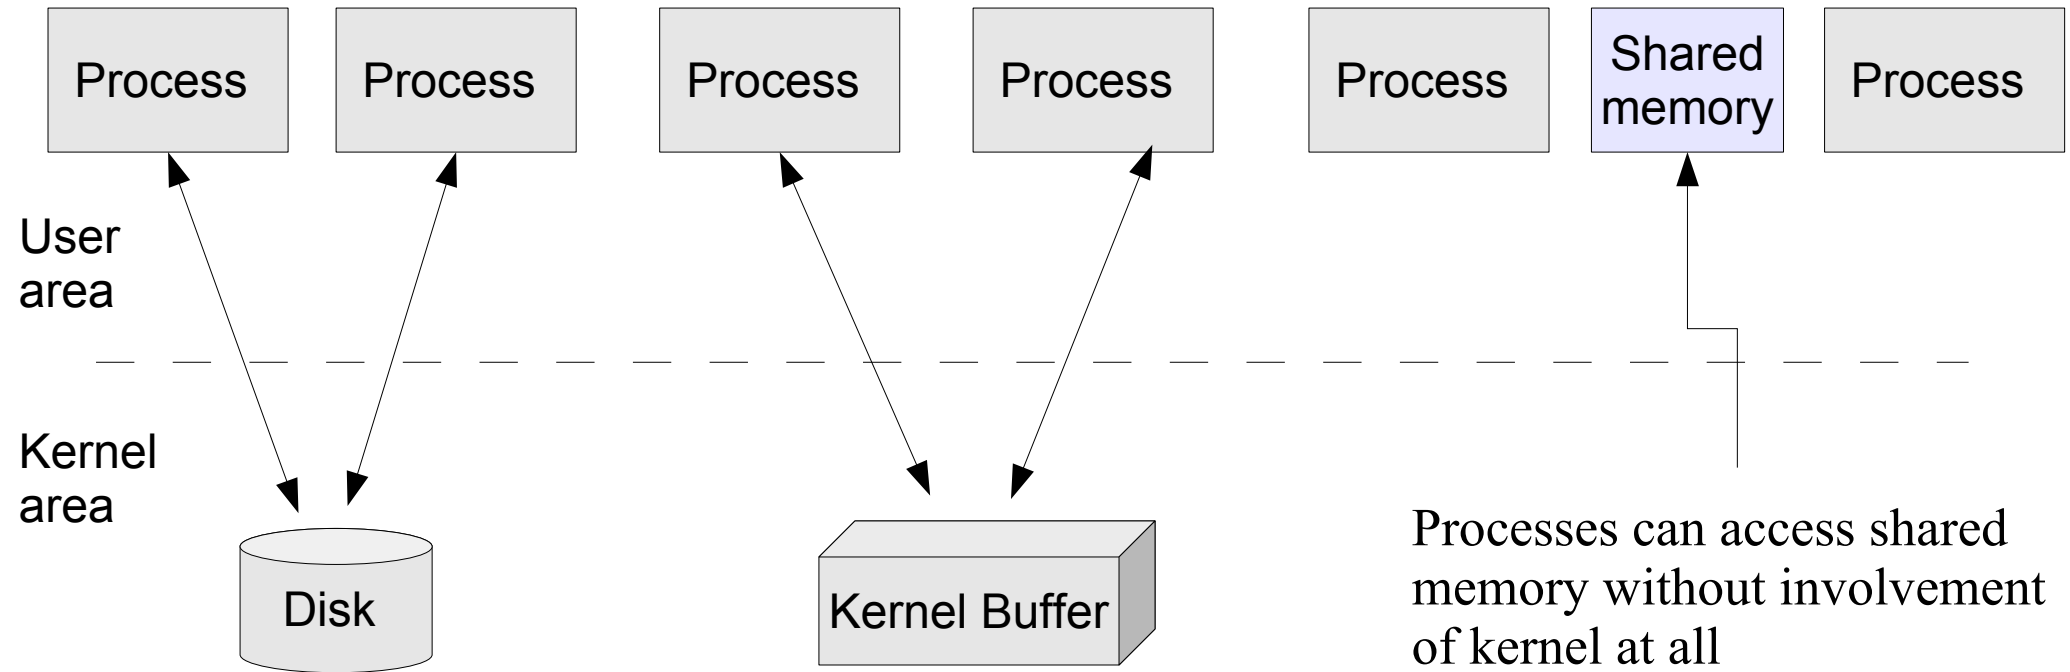 Process
Process
Process
Process
Process
Shared
memory
Process
User
area
Kernel
area
Disk
Kernel Buffer
Processes can access shared
memory without involvement
of kernel at all